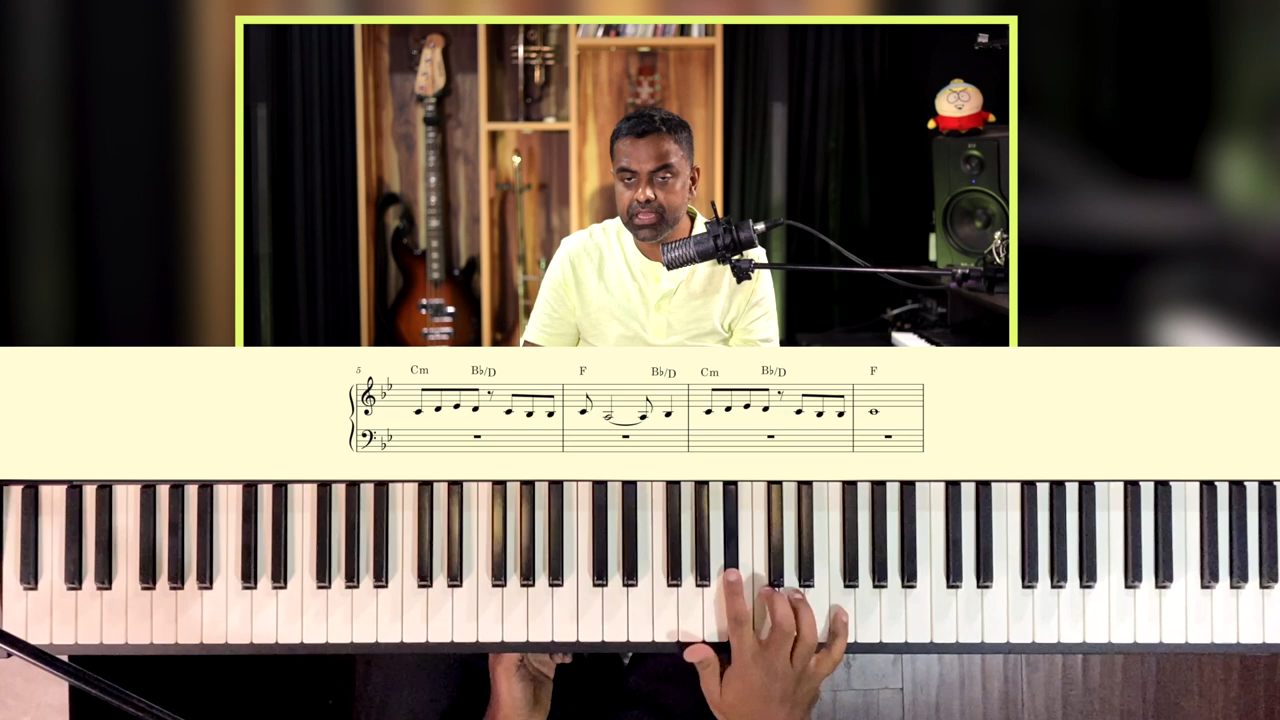 5 Cm B♭/D F B♭/D Cm B♭/D F